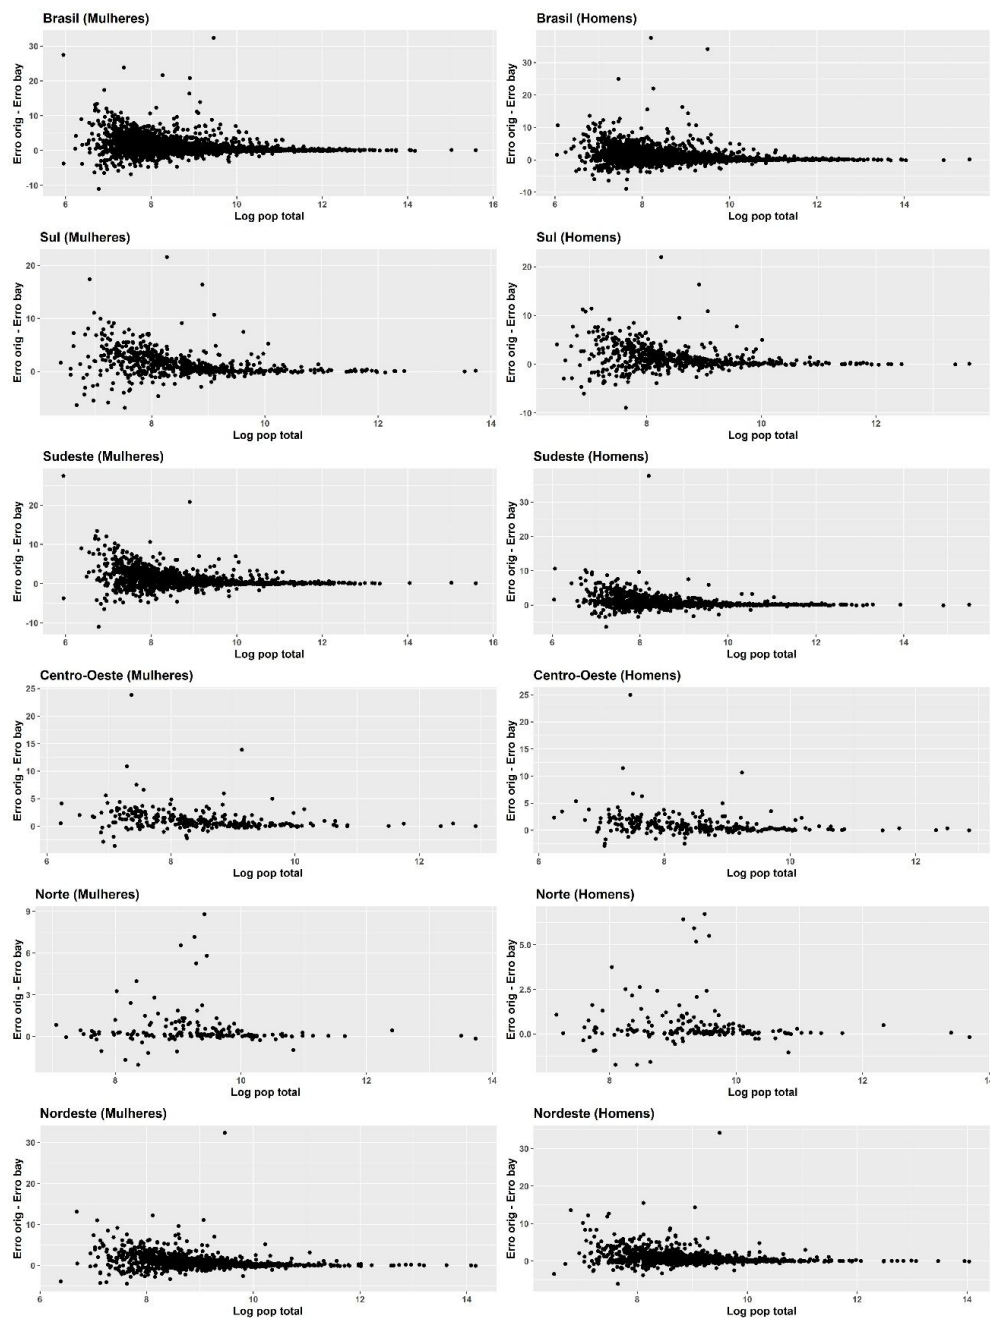 Brasil (Mulheres)
Erro orig - Erro bay
30
20
10
0
-10
6
8
10
12
14
16
Log pop total
Brasil (Homens)
Erro orig - Erro bay
30
20
10
0
-10
6
8
10
12
14
Log pop total
Sul (Mulheres)
Erro orig - Erro bay
20
10
0
8
10
12
14
Log pop total
Sul (Homens)
Erro orig - Erro bay
20
10
0
-10
8
10
12
Log pop total
Sudeste (Mulheres)
Erro orig - Erro bay
20
10
0
-10
6
8
10
12
14
16
Log pop total
Sudeste (Homens)
Erro orig - Erro bay
30
20
10
0
6
8
10
12
14
Log pop total
Centro-Oeste (Mulheres)
Erro orig - Erro bay
25
20
15
10
5
0
6
8
10
12
Log pop total
Centro-Oeste (Homens)
Erro orig - Erro bay
25
20
15
10
5
0
6
8
10
12
Log pop total
Norte (Mulheres)
Erro orig - Erro bay
9
6
3
0
8
10
12
14
Log pop total
Norte (Homens)
Erro orig - Erro bay
5.0
2.5
0.0
8
10
12
14
Log pop total
Nordeste (Mulheres)
Erro orig - Erro bay
30
20
10
0
6
8
10
12
14
Log pop total
Nordeste (Homens)
Erro orig - Erro bay
30
20
10
0
8
10
12
14
Log pop total